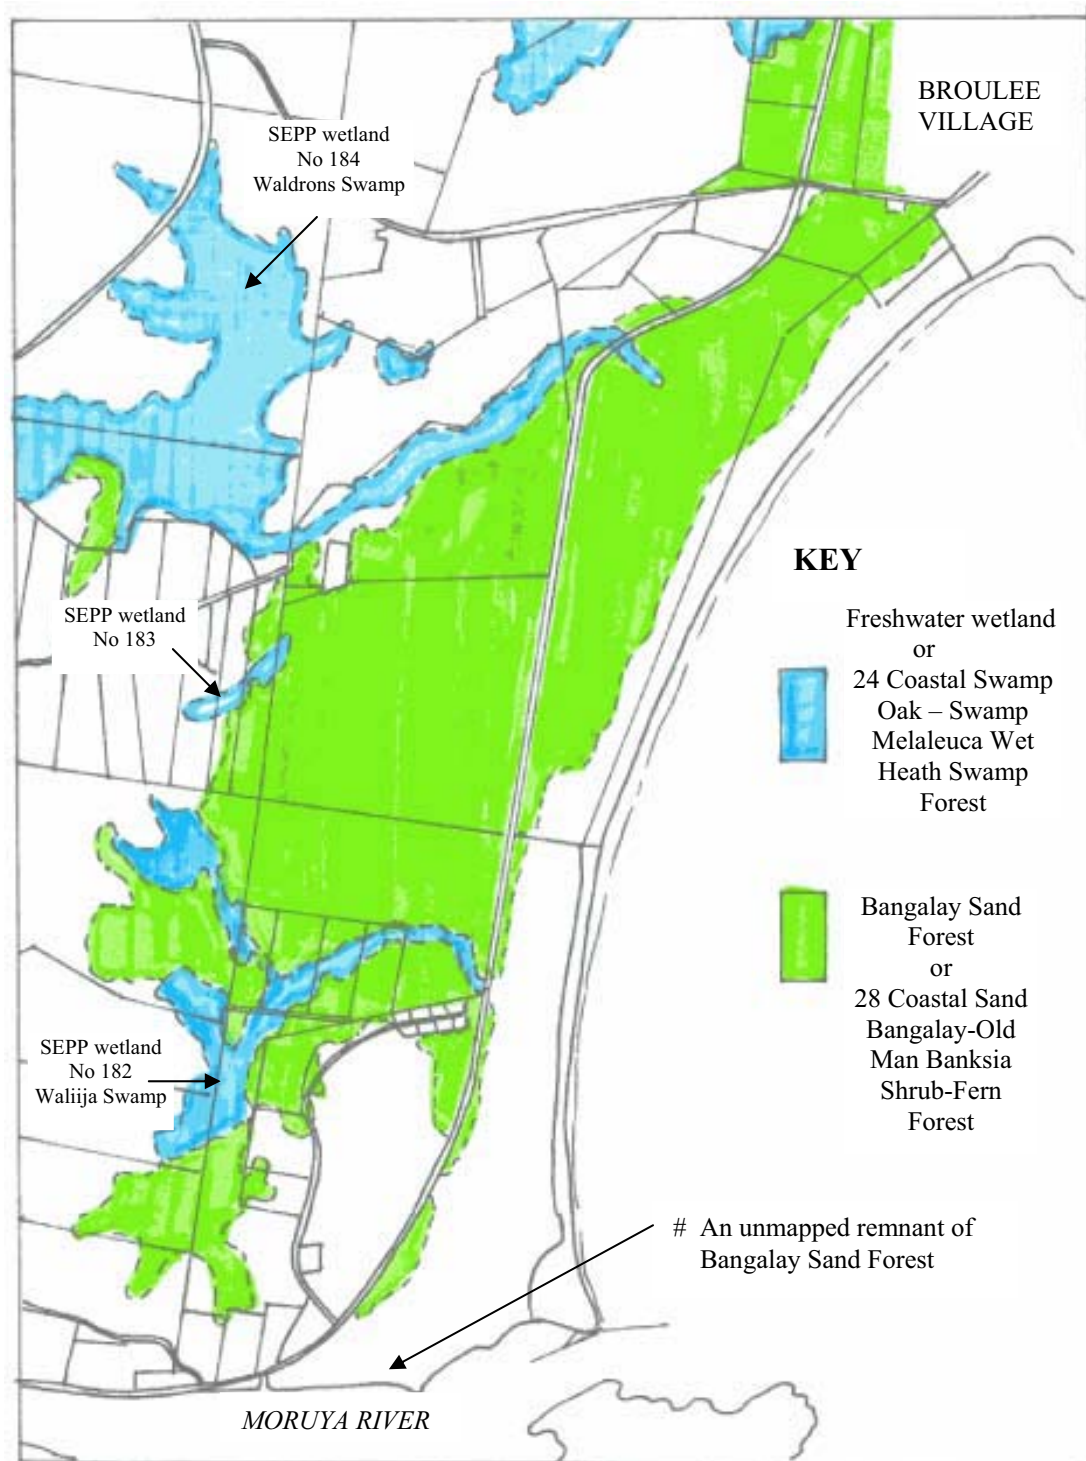 BROULEE
VILLAGE
SEPP wetland
No 184
Waldrons Swamp
SEPP wetland
No 183
KEY
Freshwater wetland
or
24 Coastal Swamp
Oak – Swamp
Melaleuca Wet
Heath Swamp
Forest
Bangalay Sand
Forest
or
28 Coastal Sand
Bangalay-Old
Man Banksia
Shrub-Fern
Forest
SEPP wetland
No 182
Waliija Swamp
# An unmapped remnant of
Bangalay Sand Forest
MORUYA RIVER